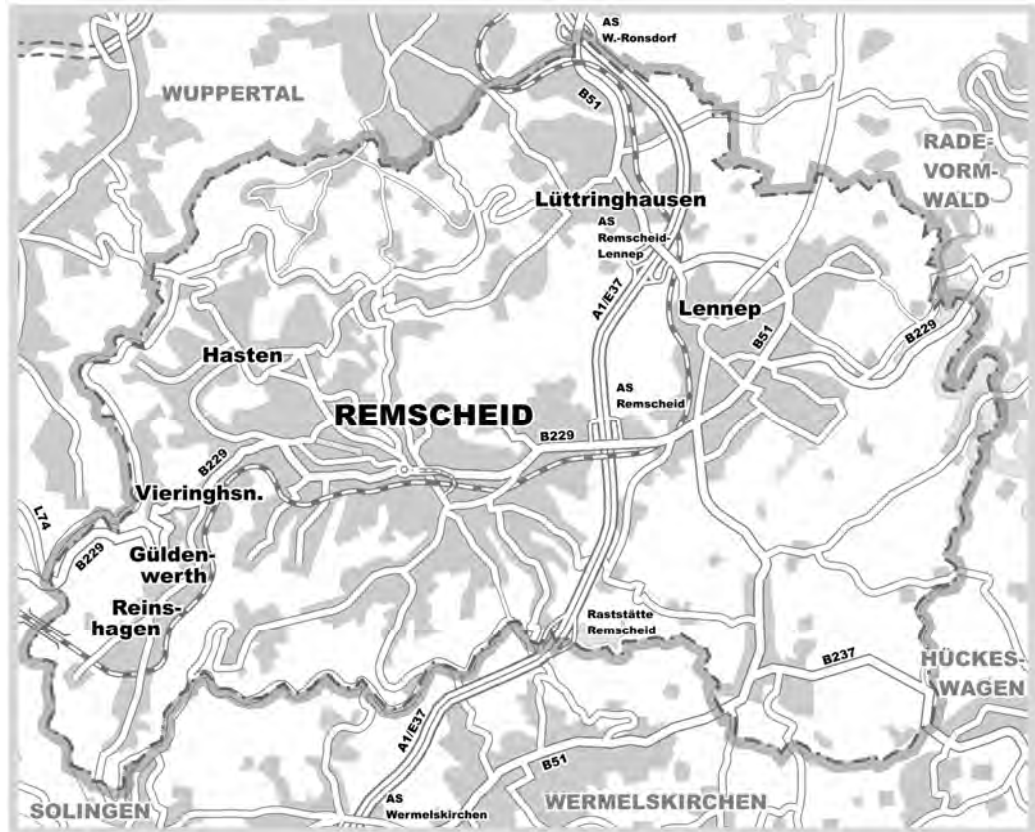 AS
W.-Ronsdorf
WUPPERTAL
B51
RADE-
VORM-
WALD
Lüttringhausen
AS
Remscheid-
Lennep
A1/E37
Lennep
B51
B229
Hasten
AS
Remscheid
REMSCHEID
B229
B229
Vieringhsn.
L74
B229
Gülden-
werth
Reins-
hagen
Raststätte
Remscheid
B237
HÜCKES-
WAGEN
A1/E37
B51
AS
Wermelskirchen
WERMELSKIRCHEN
SOLINGEN